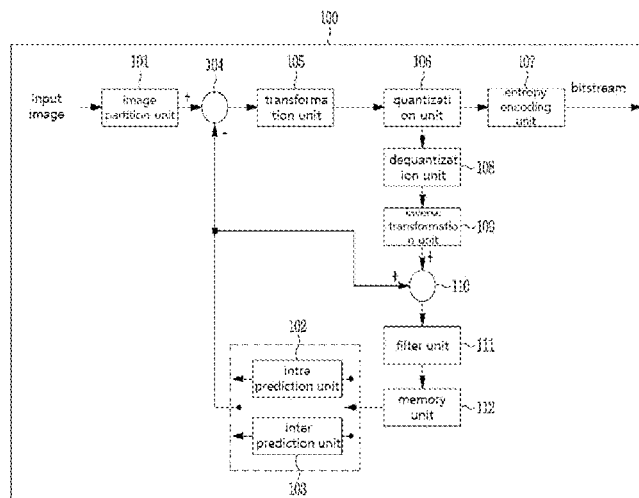 100
101
104
105
106
107
input
image
image
partition unit
+
-
transforma
tion unit
quantizati
on unit
entropy
encoding
unit
bitstream
dequantizat
ion unit
108
transformatio
n unit
109
+
+
110
filter unit
111
memory
unit
112
102
intra
prediction unit
inter
prediction unit
103